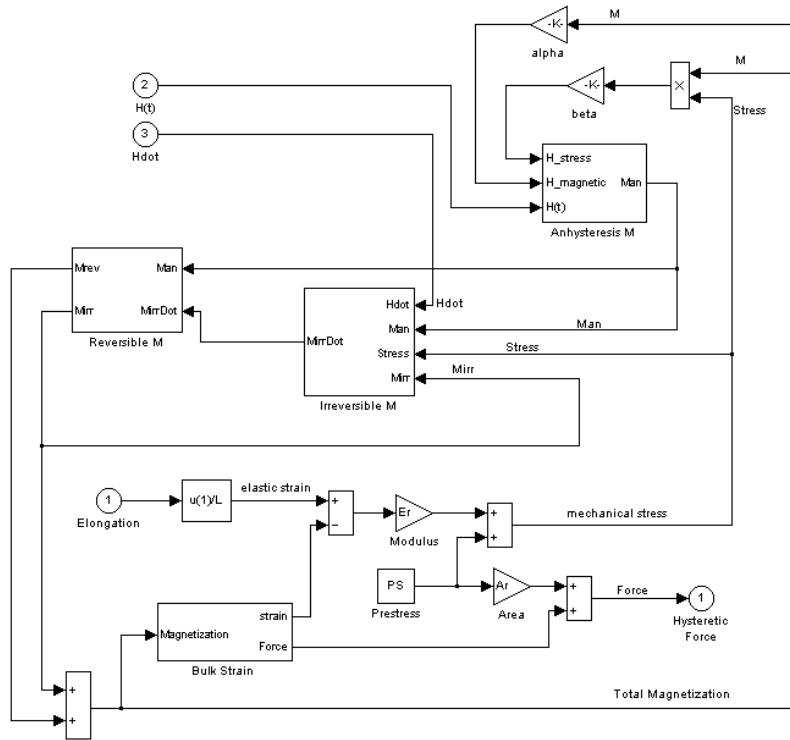 M
-K-
alpha
M
-K-
beta
×
Stress
2
H(t)
3
Hdot
H_stress
H_magnetic
Man
H(t)
Anhysteresis M
Mrev
Man
Mirr
MirrDot
Reversible M
Hdot
Hdot
Man
Man
MirrDot
Stress
Stress
Mirr
Mirr
Irreversible M
1
Elongation
u(1)/L
elastic strain
+
−
Er
Modulus
+
+
mechanical stress
PS
Prestress
Ar
Area
+
+
Force
1
Hysteretic
Force
Magnetization
strain
Force
Bulk Strain
+
+
Total Magnetization